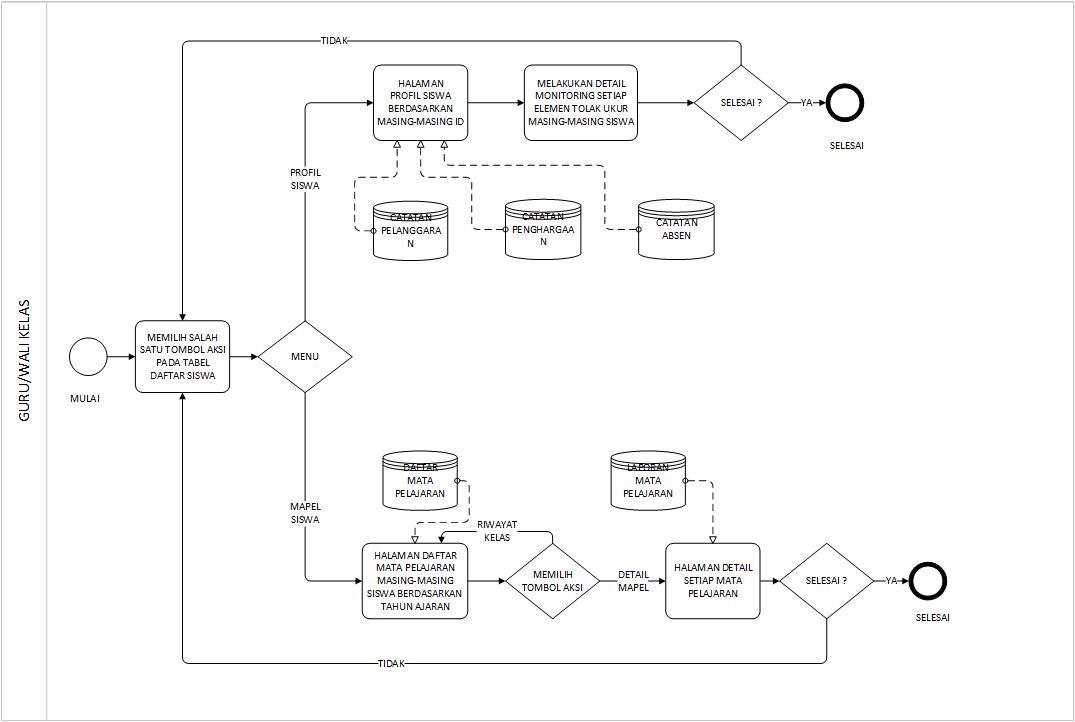 GURU/WALI KELAS
TIDAK
HALAMAN
PROFIL SISWA
BERDASARKAN
MASING-MASING ID
MELAKUKAN DETAIL
MONITORING SETIAP
ELEMEN TOLAK UKUR
MASING-MASING SISWA
SELESAI ?
YA
SELESAI
PROFIL
SISWA
CATATAN
PELANGGARA
N
CATATAN
PENGHARGAA
N
CATATAN
ABSEN
MULAI
MEMILIH SALAH
SATU TOMBOL AKSI
PADA TABEL
DAFTAR SISWA
MENU
MAPEL
SISWA
DAFTAR
MATA
PELAJARAN
LAPORAN
MATA
PELAJARAN
RIWAYAT
KELAS
HALAMAN DAFTAR
MATA PELAJARAN
MASING-MASING
SISWA BERDASARKAN
TAHUN AJARAN
MEMILIH
TOMBOL AKSI
DETAIL
MAPEL
HALAMAN DETAIL
SETIAP MATA
PELAJARAN
SELESAI ?
YA
SELESAI
TIDAK